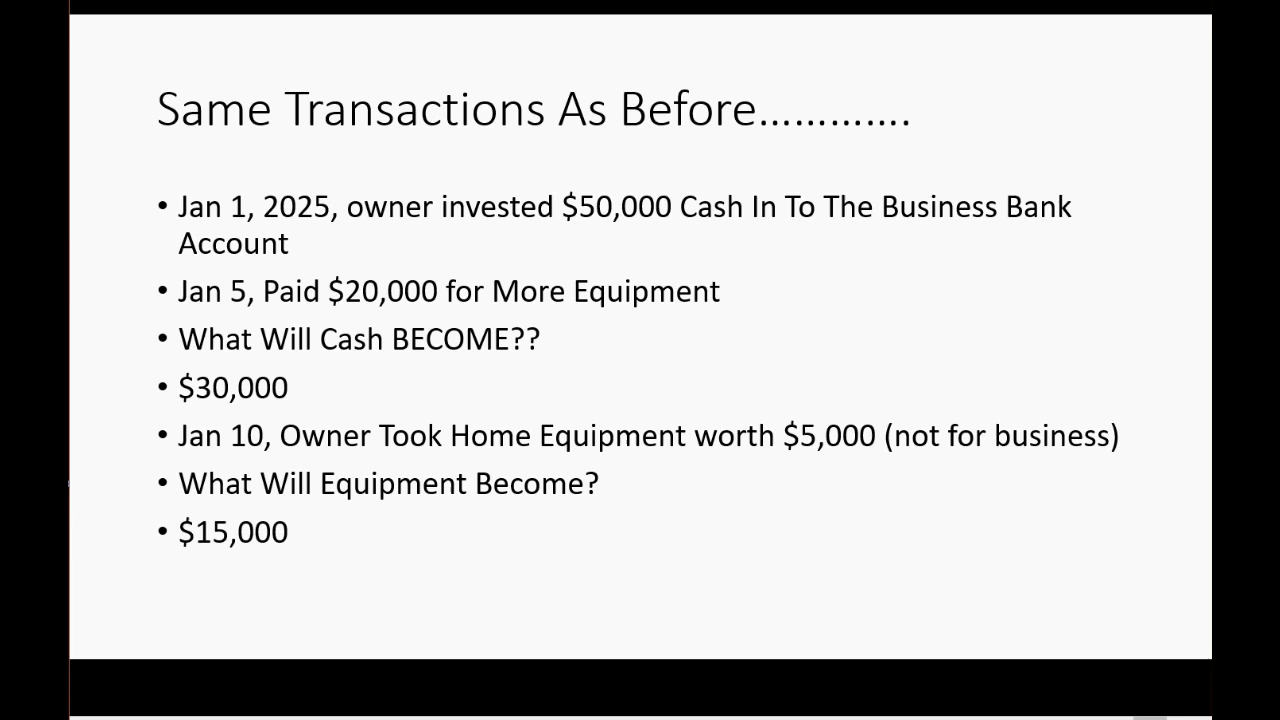 Same Transactions As Before.............
• Jan 1, 2025, owner invested $50,000 Cash In To The Business Bank
Account
• Jan 5, Paid $20,000 for More Equipment
• What Will Cash BECOME??
• $30,000
• Jan 10, Owner Took Home Equipment worth $5,000 (not for business)
• What Will Equipment Become?
• $15,000